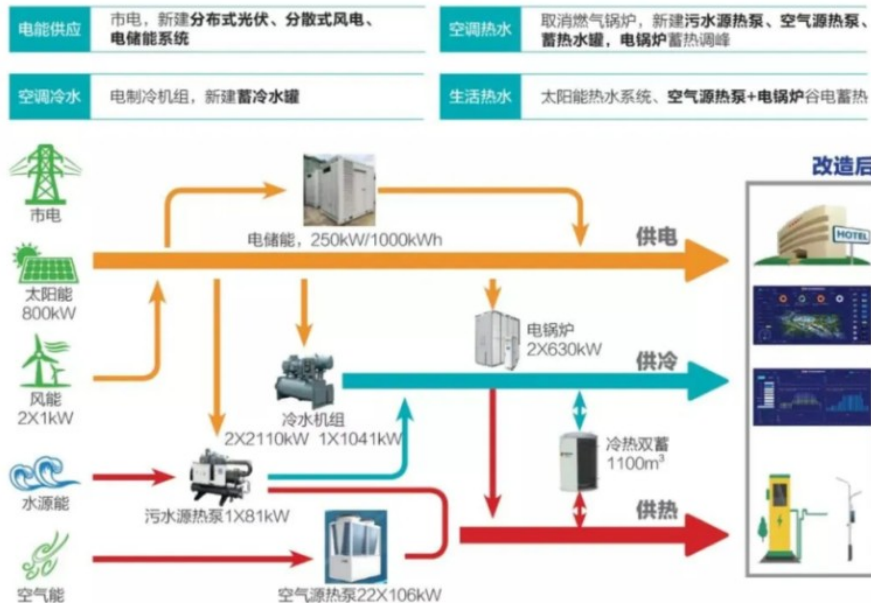 电能供应
市电，新建分布式光伏、分散式风电、
电储能系统
空调热水
取消燃气锅炉，新建污水源热泵、空气源热泵、
蓄热水罐，电锅炉蓄热调峰
空调冷水
电制冷机组，新建蓄冷水罐
生活热水
太阳能热水系统、空气源热泵+电锅炉谷电蓄热
改造后
市电
电储能，250kW/1000kWh
供电
HOTEL
太阳能
800kW
电锅炉
2X630kW
供冷
风能
2X1kW
冷水机组
2X2110kW 1X1041kW
冷热双蓄
1100m³
水源能
污水源热泵1X81kW
供热
空气能
空气源热泵22X106kW